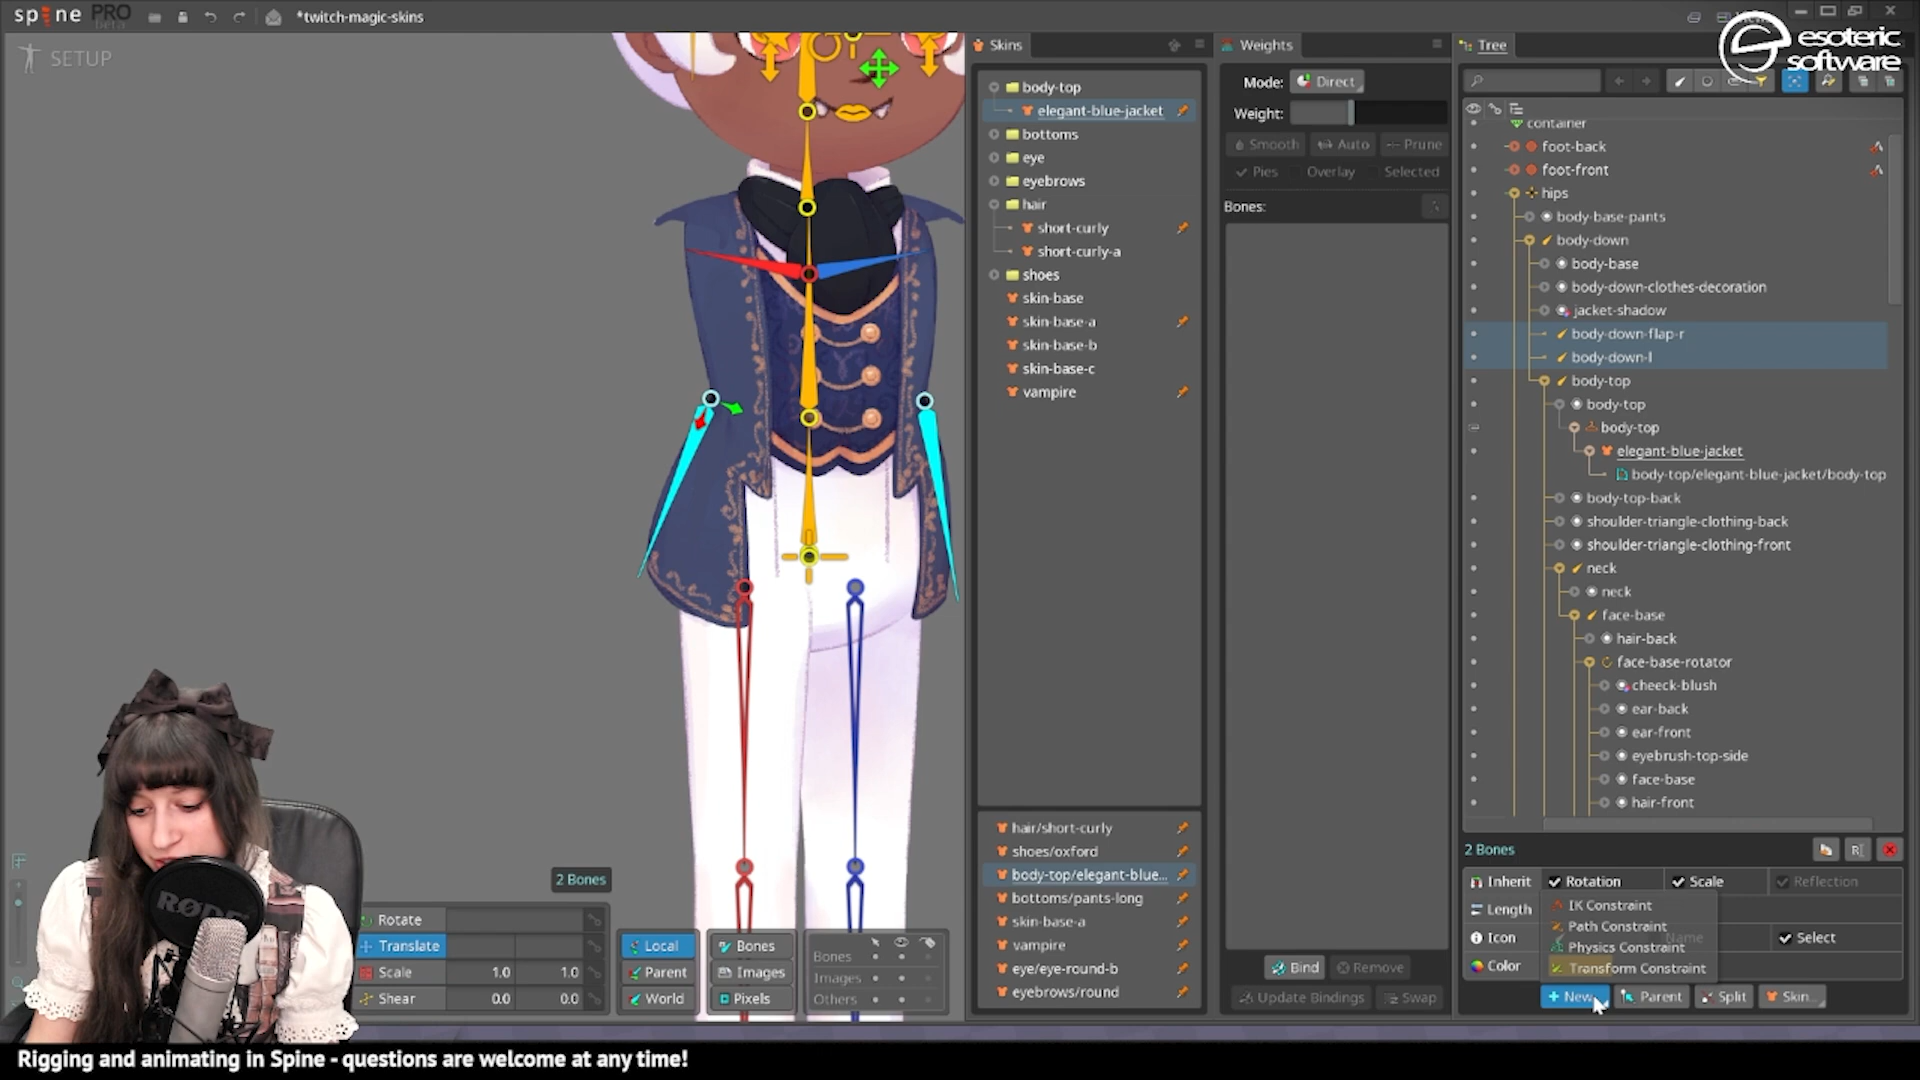 spine PRO
beta
*twitch-magic-skins
SETUP
esoteric
software
Skins
body-top
elegant-blue-jacket
bottoms
eye
eyebrows
hair
short-curly
short-curly-a
shoes
skin-base
skin-base-a
skin-base-b
skin-base-c
vampire
hair/short-curly
shoes/oxford
body-top/elegant-blue...
bottoms/pants-long
skin-base-a
vampire
eye/eye-round-b
eyebrows/round
Weights
Mode: Direct
Weight:
Smooth Auto Prune
Pies Overlay Selected
Bones:
Bind Remove
Update Bindings Swap
Tree
container
foot-back
foot-front
hips
body-base-pants
body-down
body-base
body-down-clothes-decoration
jacket-shadow
body-down-flap-r
body-down-l
body-top
body-top
body-top
elegant-blue-jacket
body-top/elegant-blue-jacket/body-top
body-top-back
shoulder-triangle-clothing-back
shoulder-triangle-clothing-front
neck
neck
face-base
hair-back
face-base-rotator
cheeck-blush
ear-back
ear-front
eyebrush-top-side
face-base
hair-front
2 Bones
Inherit Rotation Scale Reflection
Length
Icon Name Select
Color
IK Constraint
Path Constraint
Physics Constraint
Transform Constraint
+ New... Parent Split Skin...
2 Bones
Rotate
Translate
Scale 1.0 1.0
Shear 0.0 0.0
Local
Parent
World
Bones
Images
Pixels
Bones
Images
Others
RØDE
Rigging and animating in Spine - questions are welcome at any time!